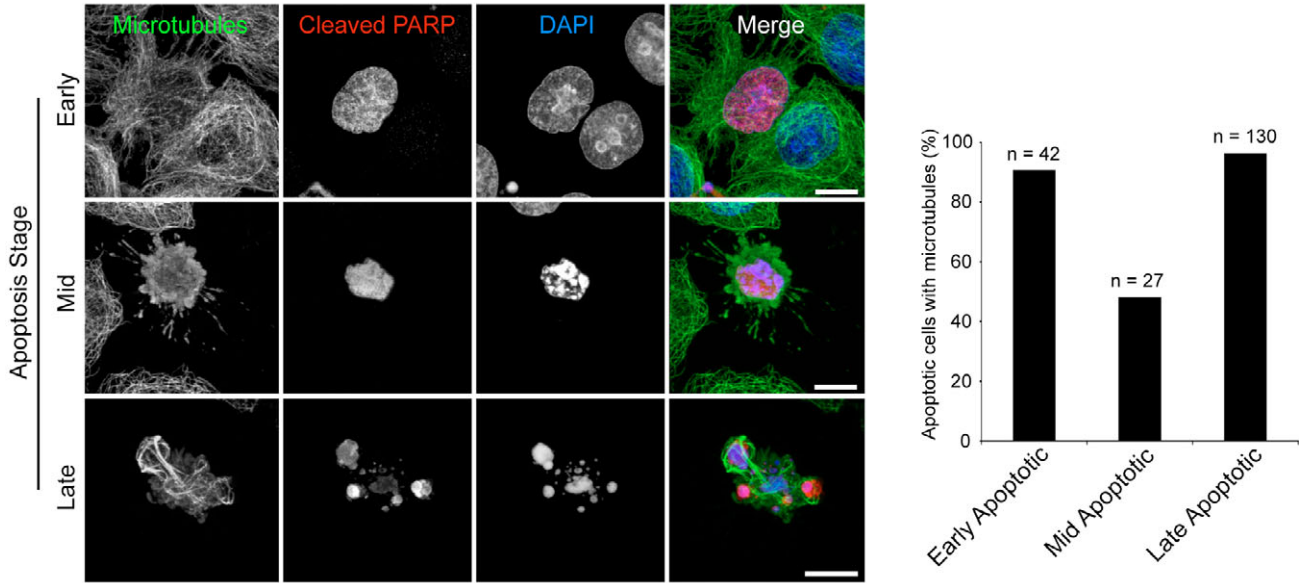 Microtubules
Cleaved PARP
DAPI
Merge
Apoptosis Stage
Early
Mid
Late
Apoptotic cells with microtubules (%)
100
80
60
40
20
0
n = 42
n = 27
n = 130
Early Apoptotic
Mid Apoptotic
Late Apoptotic